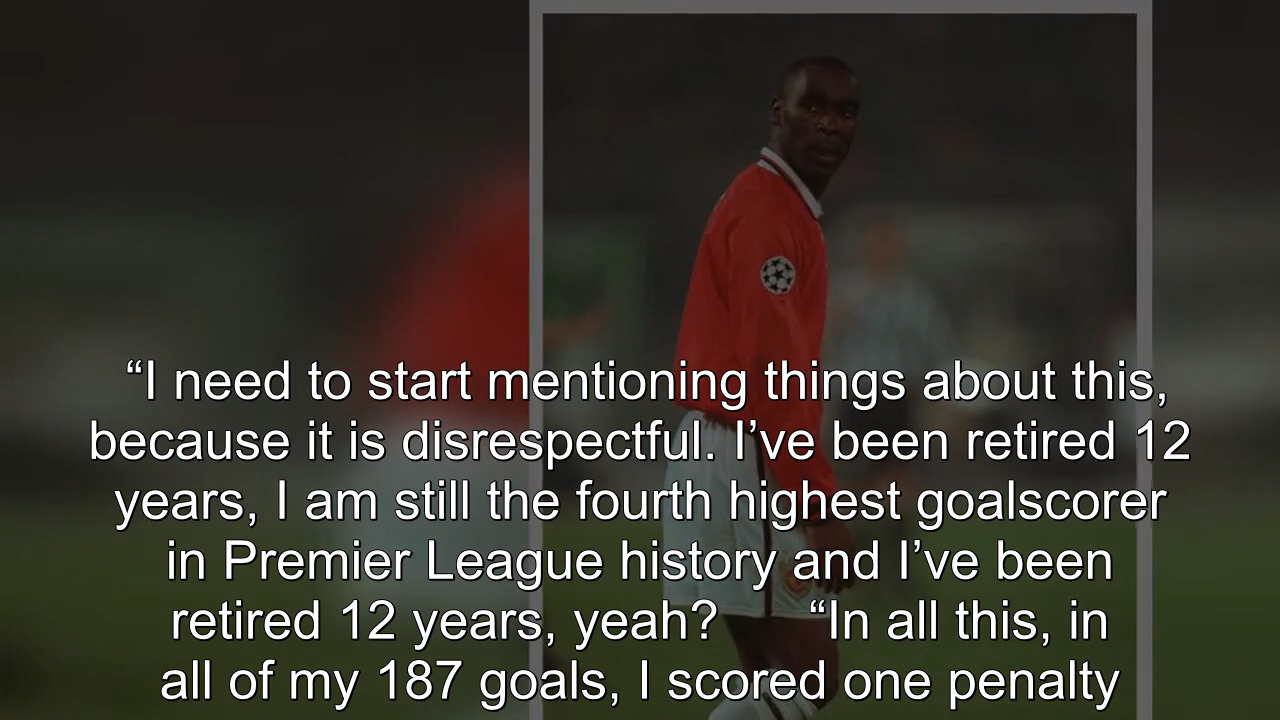 “I need to start mentioning things about this,
because it is disrespectful. I’ve been retired 12
years, I am still the fourth highest goalscorer
in Premier League history and I’ve been
retired 12 years, yeah? “In all this, in
all of my 187 goals, I scored one penalty